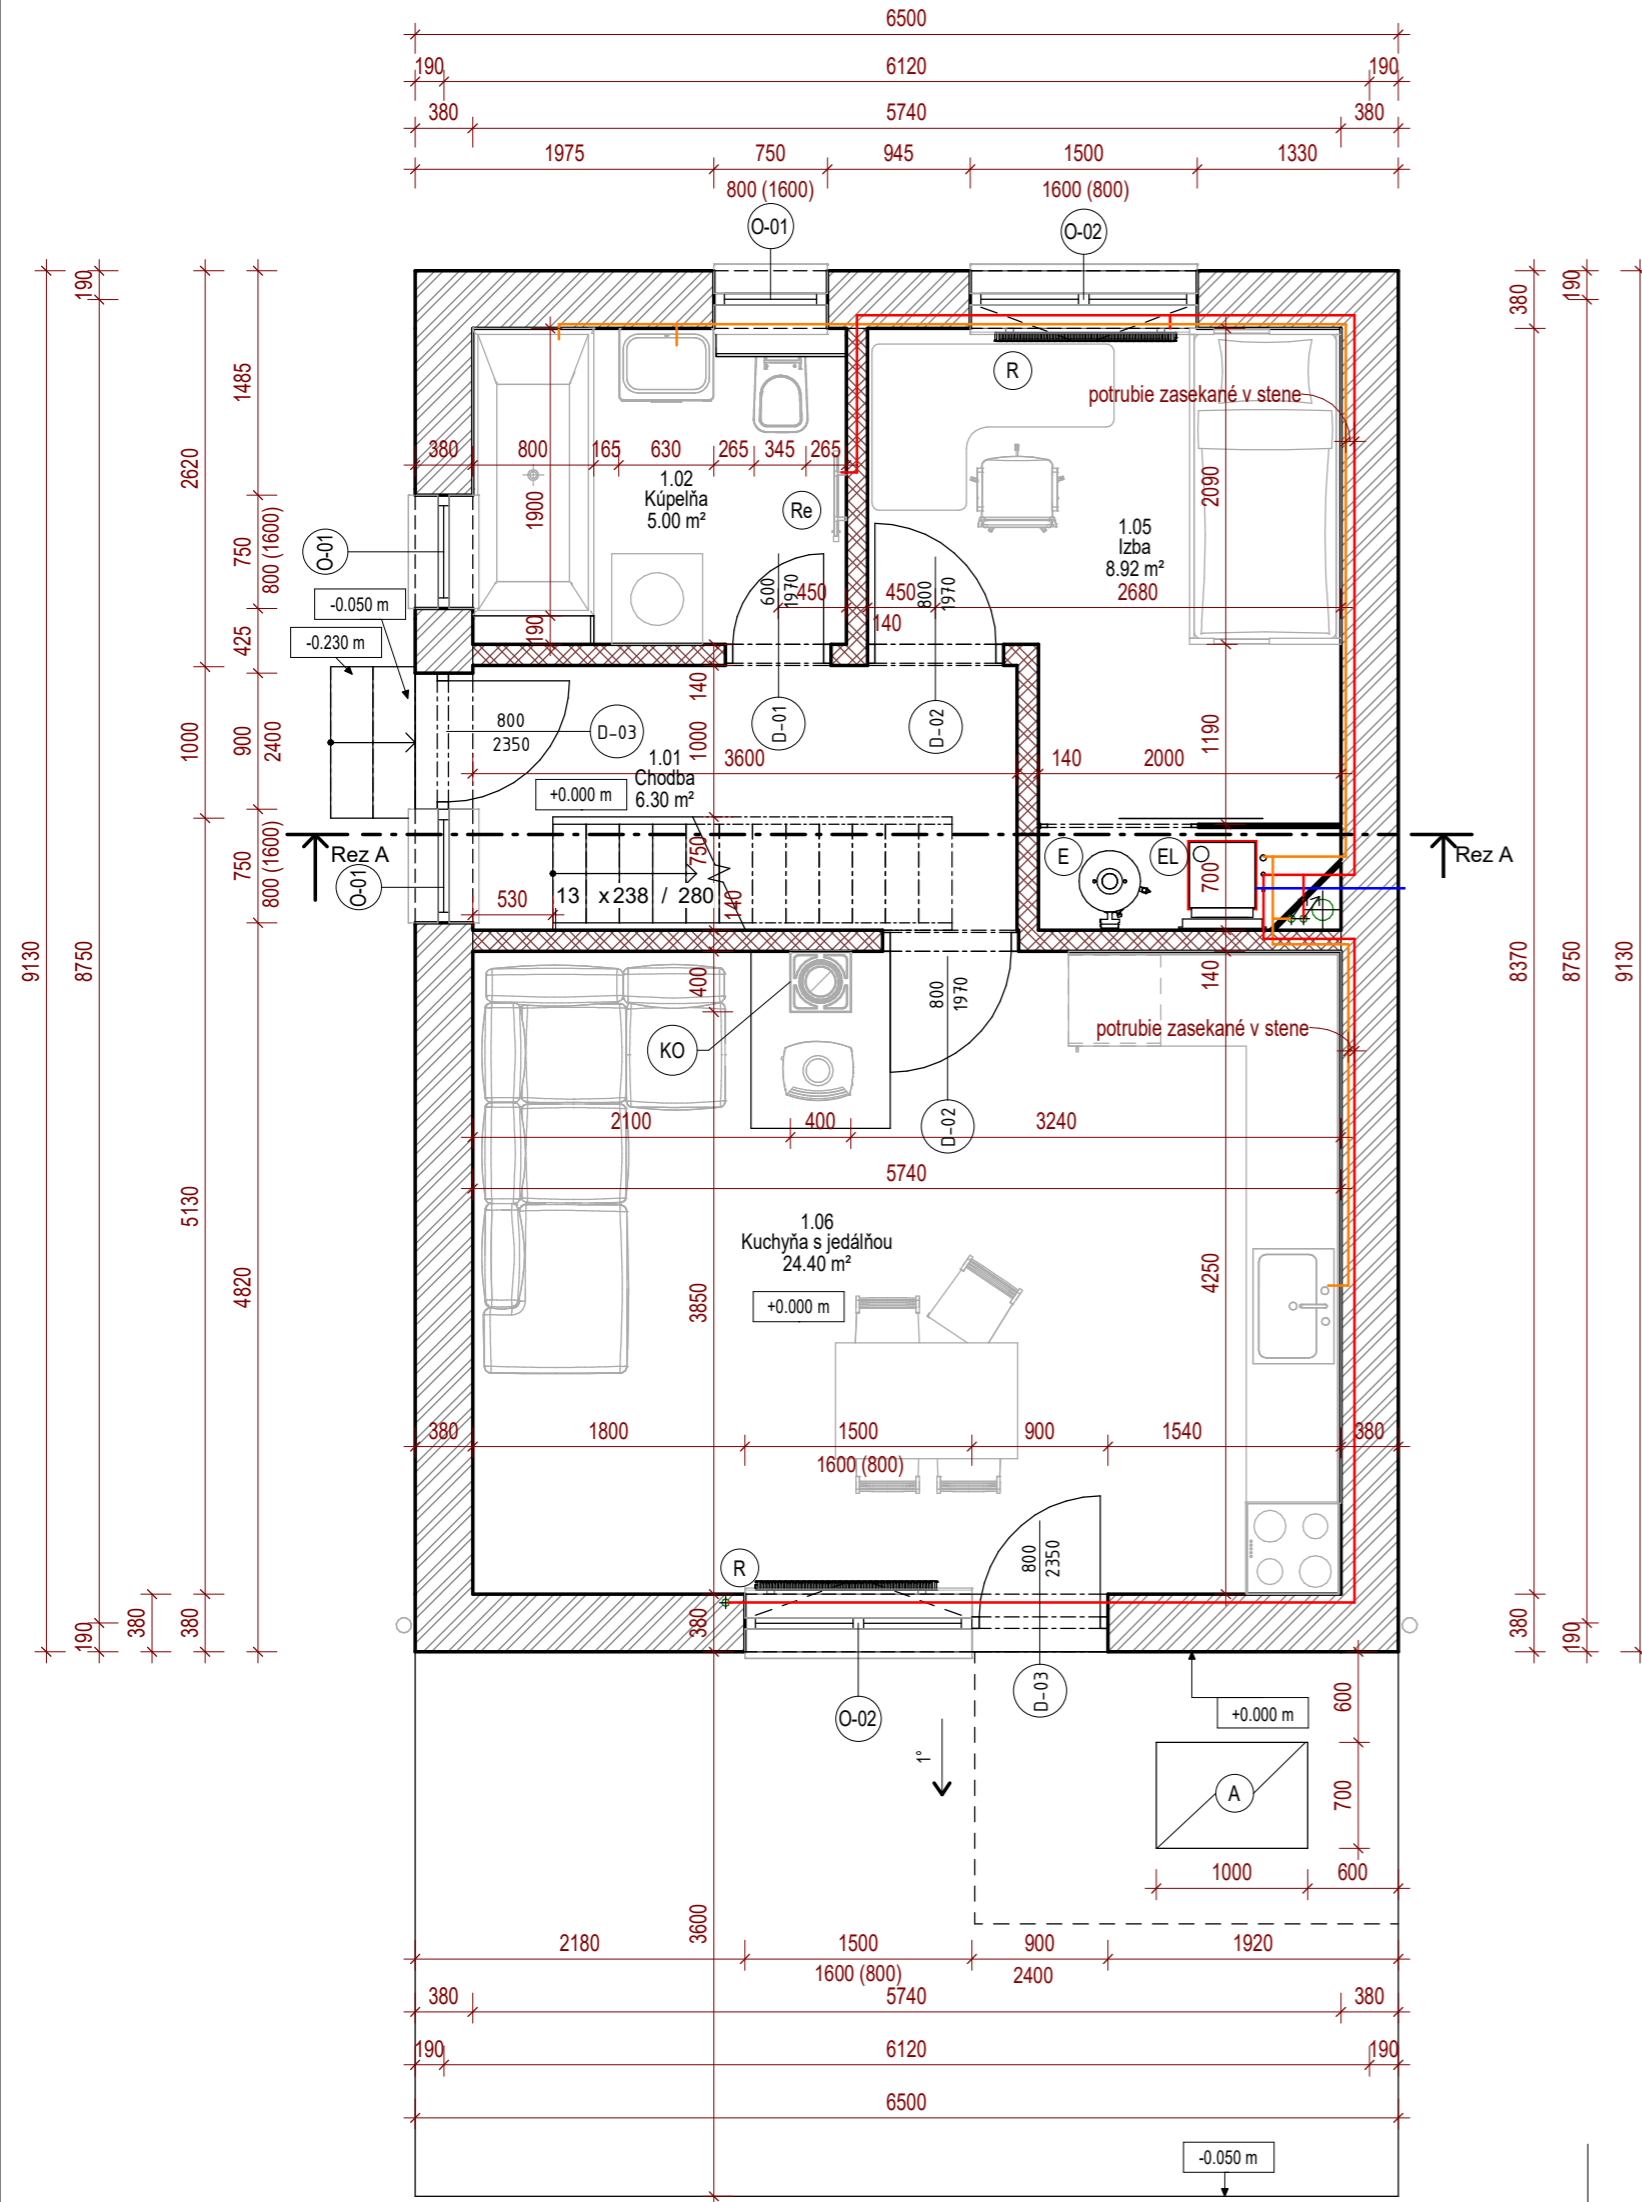 6500
190 6120 190
380 5740 380
1975 750 945 1500 1330
800 (1600) 1600 (800)
O-01 O-02
190 380 190
R
potrubie zasekané v stene
1485
380 800 165 630 265 345 265
2620
1.02
Kúpelňa
5.00 m²
Re
1900
2090
1.05
Izba
8.92 m²
O-01
750
800 (1600)
-0.050 m
600
1970
450 450
800
1970
2680
140
425
190
-0.230 m
140
D-01
D-02
1000
900
2400
800
2350
D-03
1000
1190
1.01
Chodba
6.30 m²
3600 140 2000
+0.000 m
Rez A
Rez A
O-01
750
800 (1600)
750
E
EL
700
530
13 x 238 / 280
140
9130
8750
400
800
1970
140
8370
8750
9130
potrubie zasekané v stene
KO
2100 400 3240
D-02
5740
5130
1.06
Kuchyňa s jedálňou
24.40 m²
+0.000 m
4820
3850
4250
380 1800 1500 900 1540 380
1600 (800)
R
800
2350
190 380 380
380
380 190
D-03
O-02
+0.000 m
600
1°
A
700
1000 600
3600
2180 1500 900 1920
1600 (800) 2400
380 5740 380
190 6120 190
6500
-0.050 m